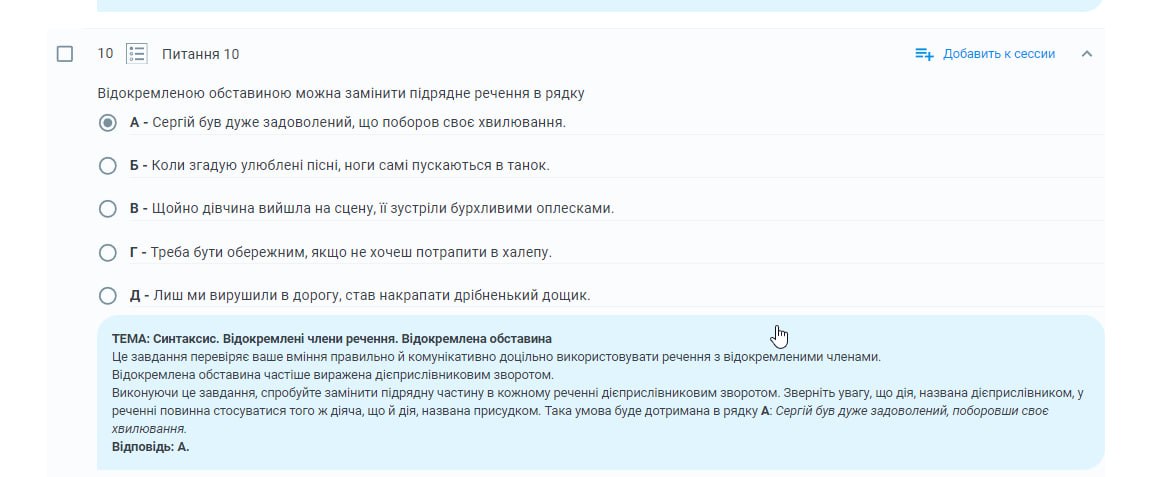 10 Питання 10 Добавить к сессии
Відокремленою обставиною можна замінити підрядне речення в рядку
А - Сергій був дуже задоволений, що поборов своє хвилювання.
Б - Коли згадую улюблені пісні, ноги самі пускаються в танок.
В - Щойно дівчина вийшла на сцену, її зустріли бурхливими оплесками.
Г - Треба бути обережним, якщо не хочеш потрапити в халепу.
Д - Лиш ми вирушили в дорогу, став накрапати дрібненький дощик.
ТЕМА: Синтаксис. Відокремлені члени речення. Відокремлена обставина
Це завдання перевіряє ваше вміння правильно й комунікативно доцільно використовувати речення з відокремленими членами.
Відокремлена обставина частіше виражена дієприслівниковим зворотом.
Виконуючи це завдання, спробуйте замінити підрядну частину в кожному реченні дієприслівниковим зворотом. Зверніть увагу, що дія, названа дієприслівником, у
реченні повинна стосуватися того ж діяча, що й дія, названа присудком. Така умова буде дотримана в рядку А: Сергій був дуже задоволений, поборовши своє
хвилювання.
Відповідь: А.